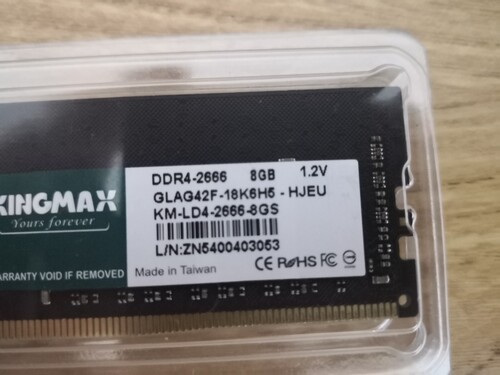 KINGMAX
Yours forever
WARRANTY VOID IF REMOVED
DDR4-2666 8GB 1.2V
GLAG42F-18K6H5 - HJEU
KM-LD4-2666-8GS
L/N:ZN5400403053
Made in Taiwan
CE RoHS FC